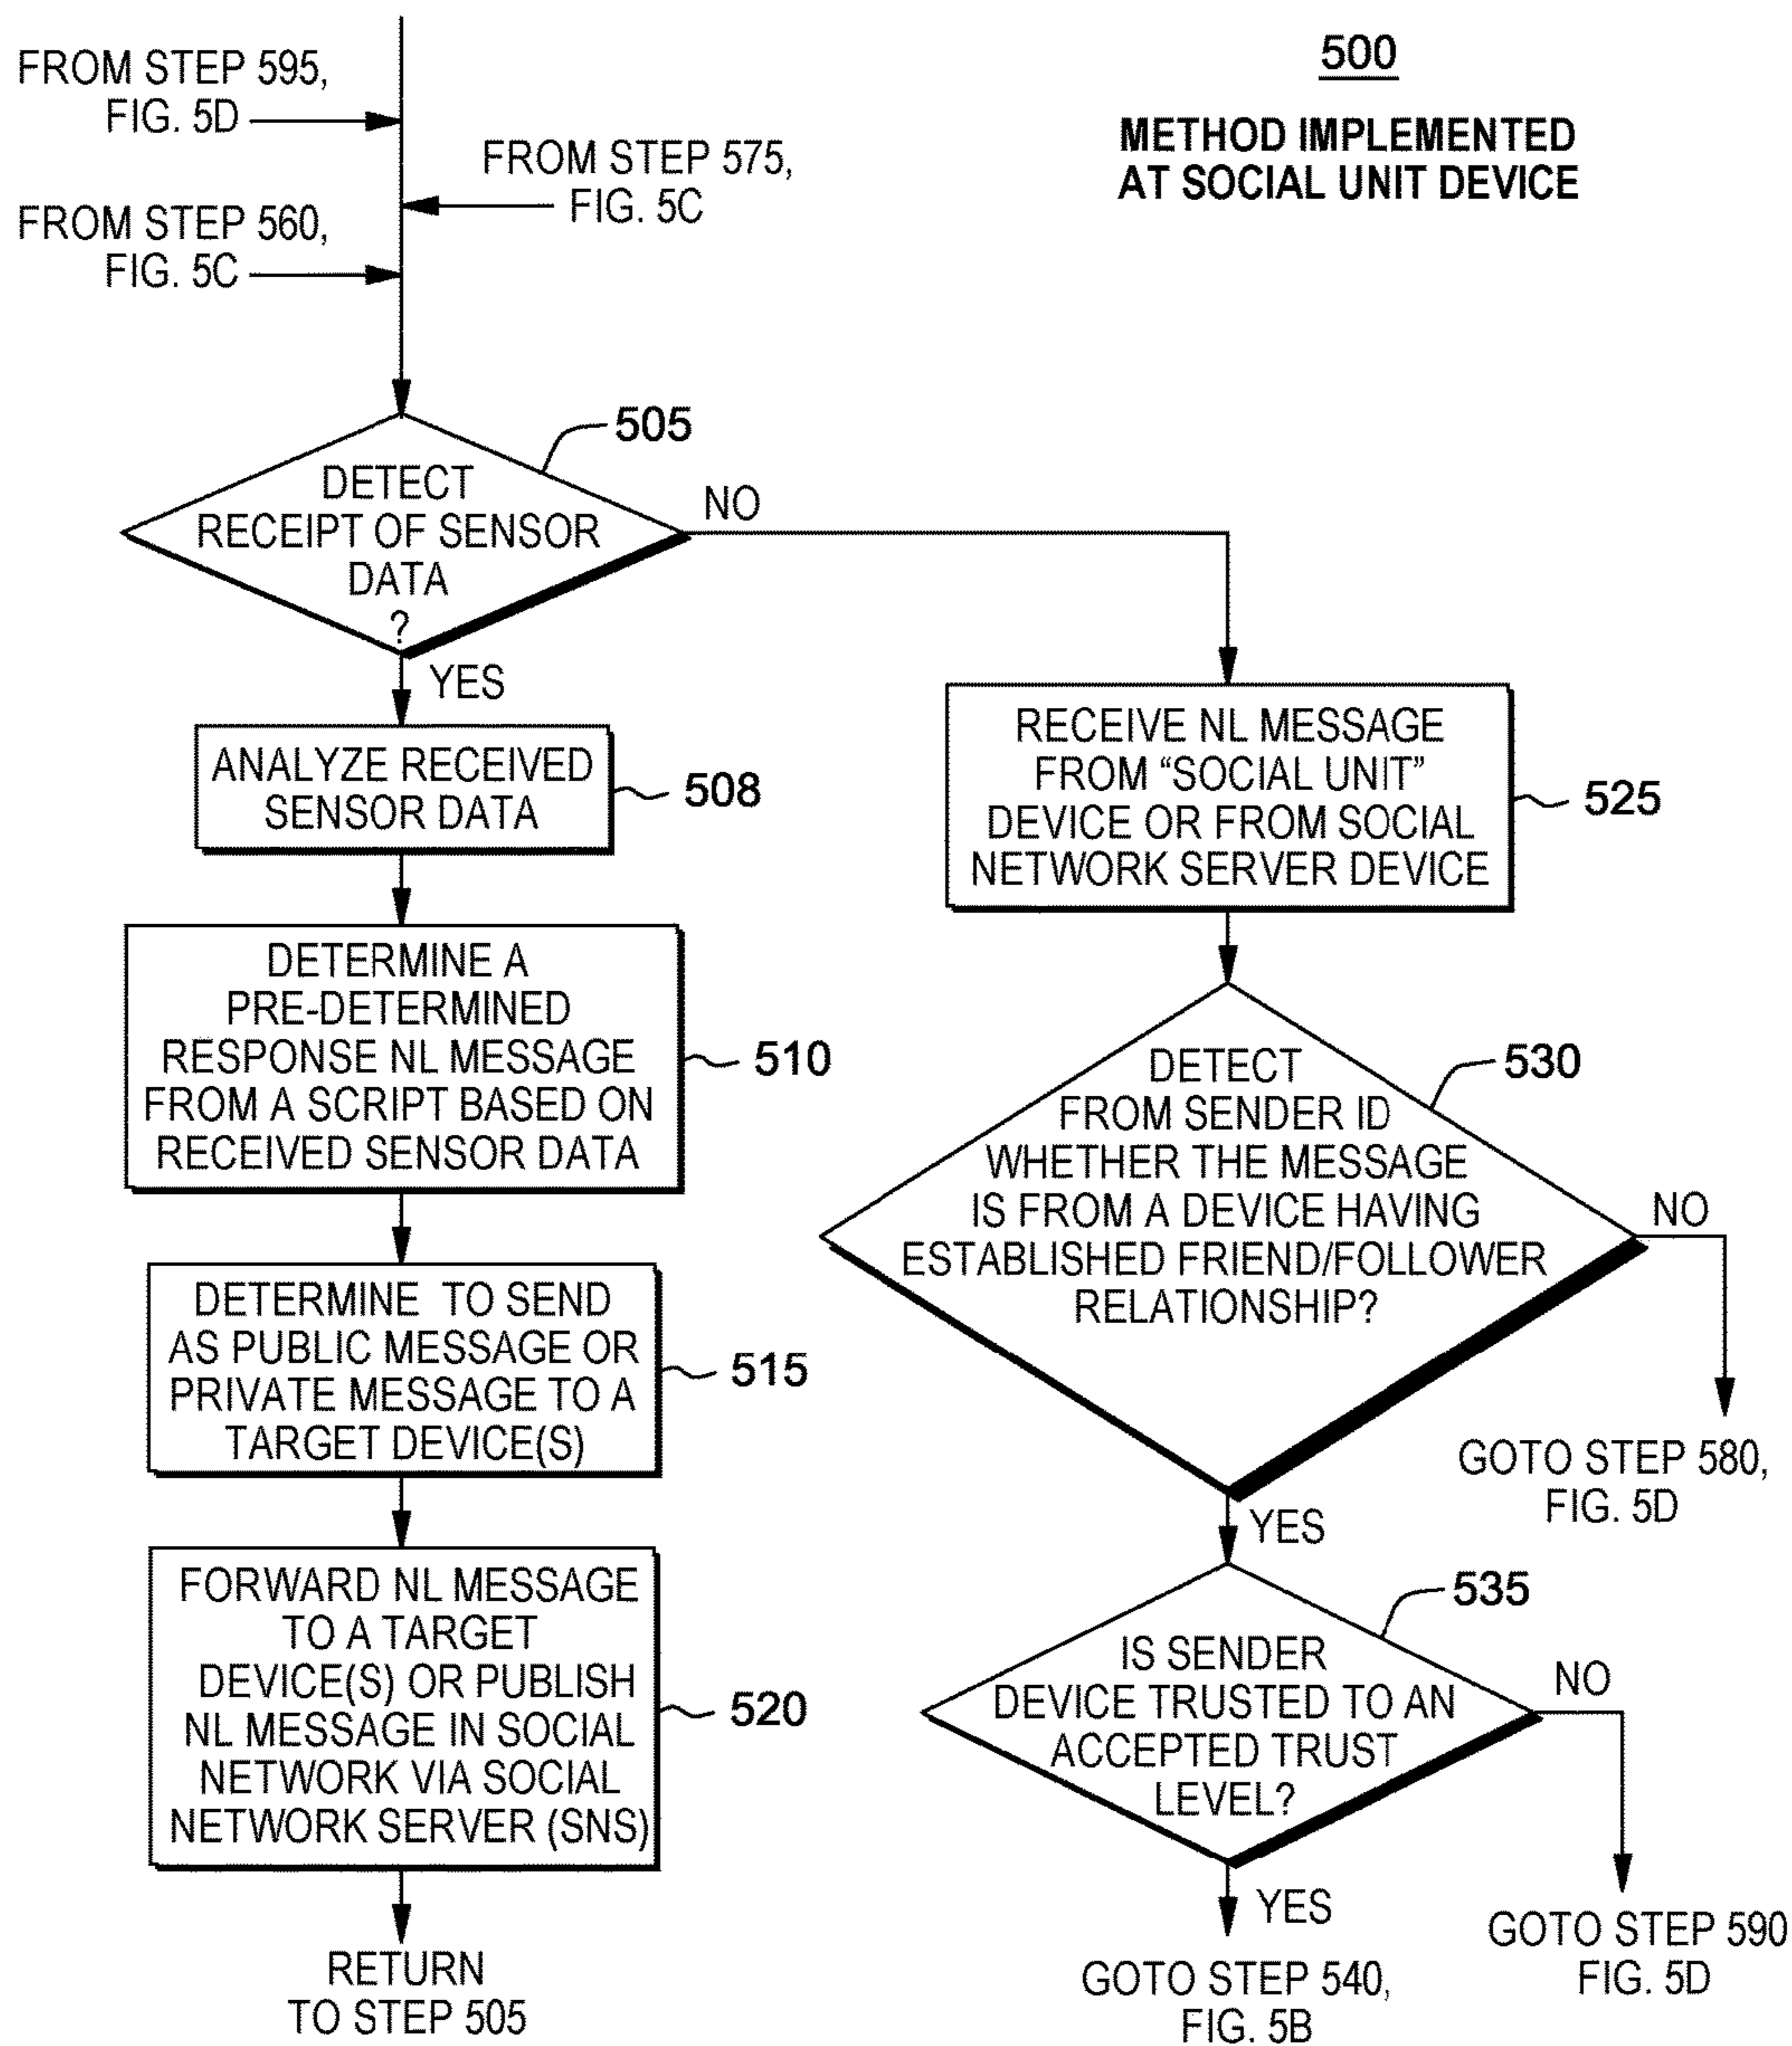 500
METHOD IMPLEMENTED
AT SOCIAL UNIT DEVICE
FROM STEP 595,
FIG. 5D
FROM STEP 575,
FIG. 5C
FROM STEP 560,
FIG. 5C
505
DETECT
RECEIPT OF SENSOR
DATA
?
NO
YES
ANALYZE RECEIVED
SENSOR DATA
508
DETERMINE A
PRE-DETERMINED
RESPONSE NL MESSAGE
FROM A SCRIPT BASED ON
RECEIVED SENSOR DATA
510
DETERMINE TO SEND
AS PUBLIC MESSAGE OR
PRIVATE MESSAGE TO A
TARGET DEVICE(S)
515
FORWARD NL MESSAGE
TO A TARGET
DEVICE(S) OR PUBLISH
NL MESSAGE IN SOCIAL
NETWORK VIA SOCIAL
NETWORK SERVER (SNS)
520
RETURN
TO STEP 505
RECEIVE NL MESSAGE
FROM “SOCIAL UNIT”
DEVICE OR FROM SOCIAL
NETWORK SERVER DEVICE
525
DETECT
FROM SENDER ID
WHETHER THE MESSAGE
IS FROM A DEVICE HAVING
ESTABLISHED FRIEND/FOLLOWER
RELATIONSHIP?
530
NO
GOTO STEP 580,
FIG. 5D
YES
IS SENDER
DEVICE TRUSTED TO AN
ACCEPTED TRUST
LEVEL?
535
NO
GOTO STEP 590
FIG. 5D
YES
GOTO STEP 540,
FIG. 5B